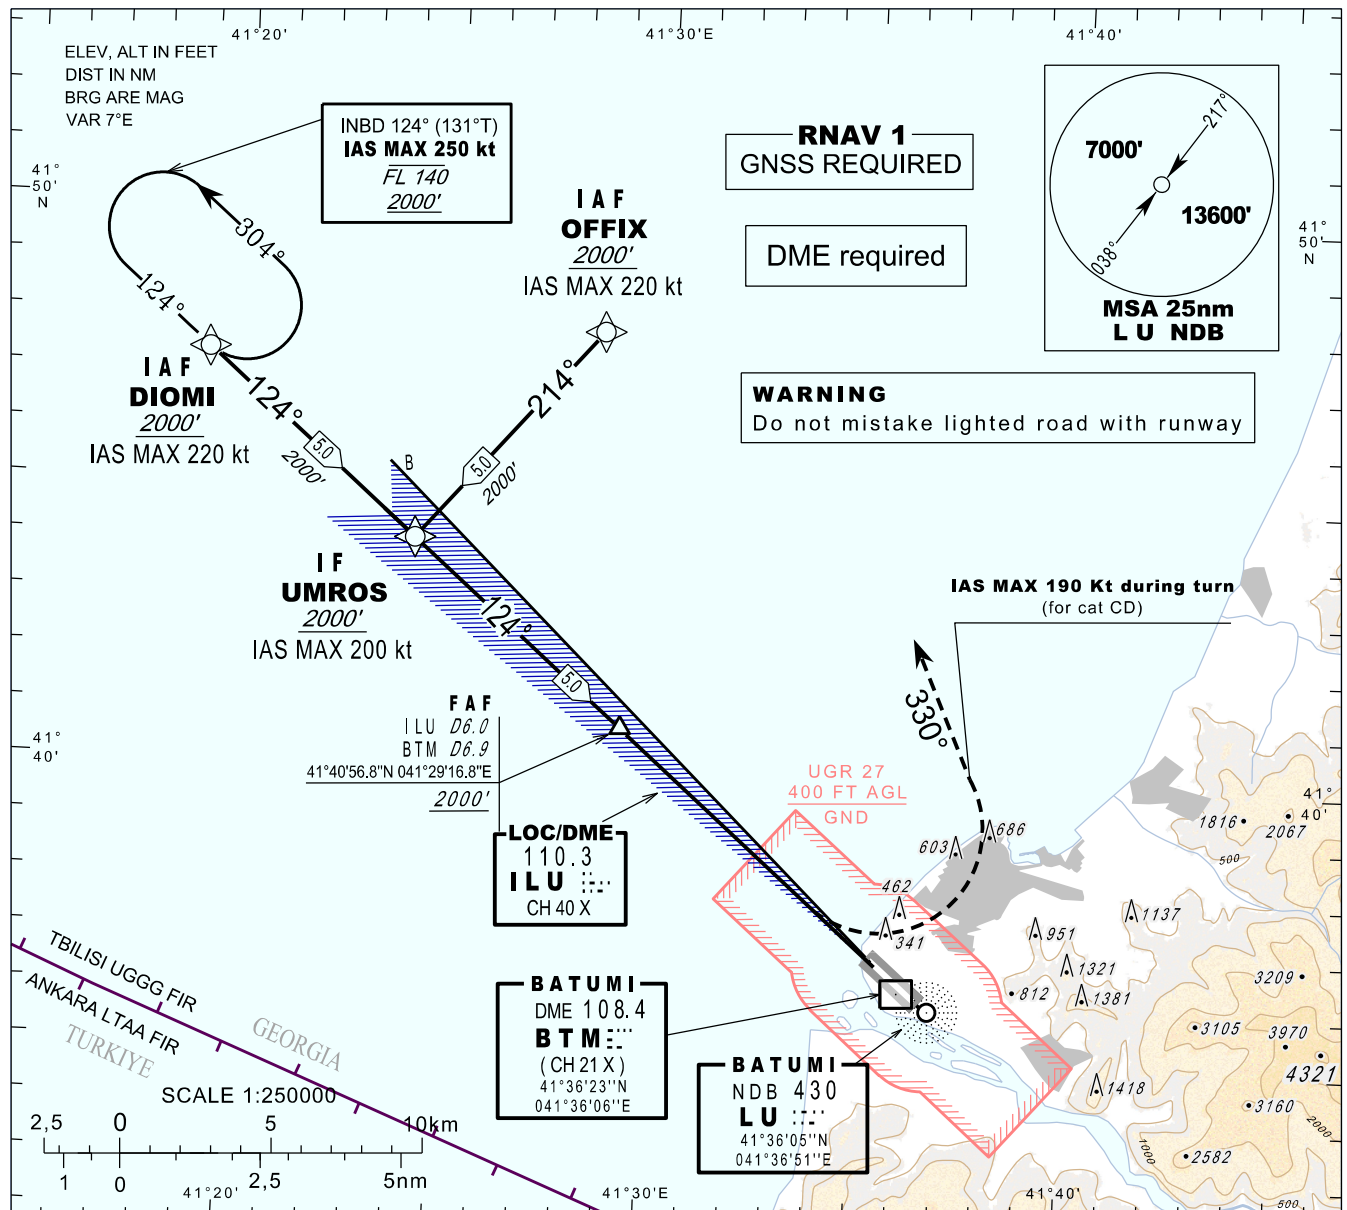 41°20'
41°30'E
41°40'
ELEV, ALT IN FEET
DIST IN NM
BRG ARE MAG
VAR 7°E
41°
50'
N
INBD 124° (131°T)
IAS MAX 250 kt
FL 140
2000'
304°
124°
IAF
OFFIX
2000'
IAS MAX 220 kt
RNAV 1
GNSS REQUIRED
DME required
7000'
217°
13600'
038°
MSA 25nm
LU NDB
41°
50'
N
WARNING
Do not mistake lighted road with runway
IAF
DIOMI
2000'
IAS MAX 220 kt
124°
5.0
2000'
214°
5.0
2000'
B
IF
UMROS
2000'
IAS MAX 200 kt
124°
5.0
IAS MAX 190 Kt during turn
(for cat CD)
330°
FAF
ILU D6.0
BTM D6.9
41°40'56.8"N 041°29'16.8"E
2000'
41°
40'
UGR 27
400 FT AGL
GND
41°
40'
LOC/DME
110.3
ILU
CH 40 X
603
686
462
341
1816
2067
500
1137
951
1321
812
1381
3209
3105
3970
4321
1418
3160
2582
2000
1000
500
TBILISI UGGG FIR
ANKARA LTAA FIR
GEORGIA
TURKIYE
BATUMI
DME 108.4
BTM
(CH 21 X)
41°36'23''N
041°36'06''E
BATUMI
NDB 430
LU
41°36'05''N
041°36'51''E
SCALE 1:250000
2,5 0 5 10km
1 0 2,5 5nm
41°20'
41°30'E
41°40'